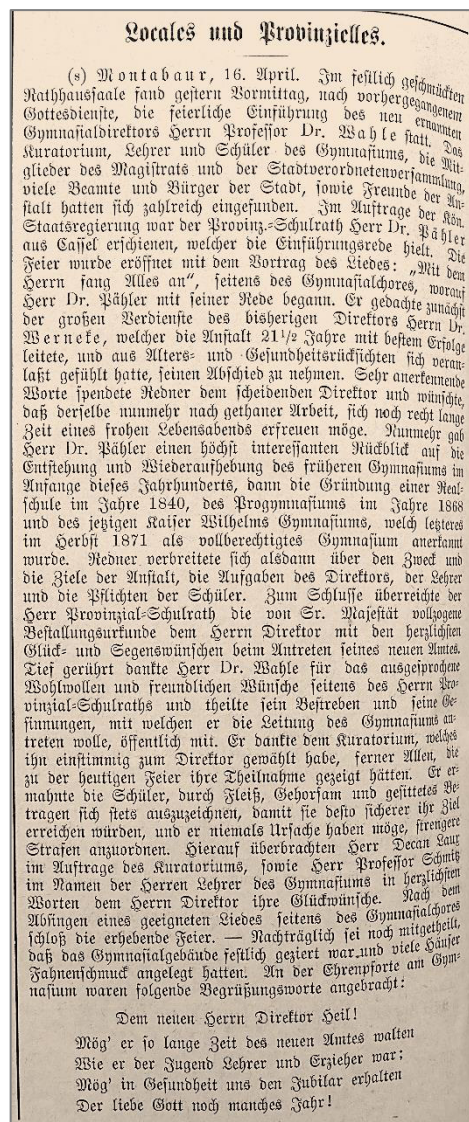 Locales und Provinzielles.
(s) Montabaur, 16. April. Im festlich geschmückten
Rathhaussaale fand gestern Vormittag, nach vorhergegangenem
Gottesdienste, die feierliche Einführung des neu ernannten
Gymnasialdirektors Herrn Professor Dr. Wahle statt. Das
Kuratorium, Lehrer und Schüler des Gymnasiums, die Mit-
glieder des Magistrats und der Stadtverordnetenversammlung,
viele Beamte und Bürger der Stadt, sowie Freunde der An-
stalt hatten sich zahlreich eingefunden. Im Auftrage der Kön.
Staatsregierung war der Provinz.-Schulrath Herr Dr. Pähler
aus Cassel erschienen, welcher die Einführungsrede hielt. Die
Feier wurde eröffnet mit dem Vortrag des Liedes: „Mit dem
Herrn fang Alles an“, seitens des Gymnasialchores, worauf
Herr Dr. Pähler mit seiner Rede begann. Er gedachte zunächst
der großen Verdienste des bisherigen Direktors Herrn Dr.
Werneke, welcher die Anstalt 21½ Jahre mit bestem Erfolge
leitete, und aus Alters- und Gesundheitsrücksichten sich veran-
laßt gefühlt hatte, seinen Abschied zu nehmen. Sehr anerkennende
Worte spendete Redner dem scheidenden Direktor und wünschte,
daß derselbe nunmehr nach gethaner Arbeit, sich noch recht lange
Zeit eines frohen Lebensabends erfreuen möge. Nunmehr gab
Herr Dr. Pähler einen höchst interessanten Rückblick auf die
Entstehung und Wiederaufhebung des früheren Gymnasiums im
Anfange dieses Jahrhunderts, dann die Gründung einer Real-
schule im Jahre 1840, des Progymnasiums im Jahre 1868
und des jetzigen Kaiser Wilhelms Gymnasiums, welch letzteres
im Herbst 1871 als vollberechtigtes Gymnasium anerkannt
wurde. Redner verbreitete sich alsdann über den Zweck und
die Ziele der Anstalt, die Aufgaben des Direktors, der Lehrer
und die Pflichten der Schüler. Zum Schlusse überreichte der
Herr Provinzial-Schulrath die von Sr. Majestät vollzogene
Bestallungsurkunde dem Herrn Direktor mit den herzlichsten
Glück- und Segenswünschen beim Antreten seines neuen Amtes.
Tief gerührt dankte Herr Dr. Wahle für das ausgesprochene
Wohlwollen und freundlichen Wünsche seitens des Herrn Pro-
vinzial-Schulraths und theilte sein Bestreben und seine Ge-
sinnungen, mit welchen er die Leitung des Gymnasiums an-
treten wolle, öffentlich mit. Er dankte dem Kuratorium, welches
ihn einstimmig zum Direktor gewählt habe, ferner Allen, die
zu der heutigen Feier ihre Theilnahme gezeigt hätten. Er er-
mahnte die Schüler, durch Fleiß, Gehorsam und gesittetes Be-
tragen sich stets auszuzeichnen, damit sie desto sicherer ihr Ziel
erreichen würden, und er niemals Ursache haben möge, strengere
Strafen anzuordnen. Hierauf überbrachten Herr Decan Laux
im Auftrage des Kuratoriums, sowie Herr Professor Schmitz
im Namen der Herren Lehrer des Gymnasiums in herzlichsten
Worten dem Herrn Direktor ihre Glückwünsche. Nach dem
Absingen eines geeigneten Liedes seitens des Gymnasialchores
schloß die erhebende Feier. — Nachträglich sei noch mitgetheilt,
daß das Gymnasialgebäude festlich geziert war und viele Häuser
Fahnenschmuck angelegt hatten. An der Ehrenpforte am Gym-
nasium waren folgende Begrüßungsworte angebracht:
Dem neuen Herrn Direktor Heil!
Mög' er so lange Zeit des neuen Amtes walten
Wie er der Jugend Lehrer und Erzieher war;
Mög' in Gesundheit uns den Jubilar erhalten
Der liebe Gott noch manches Jahr!